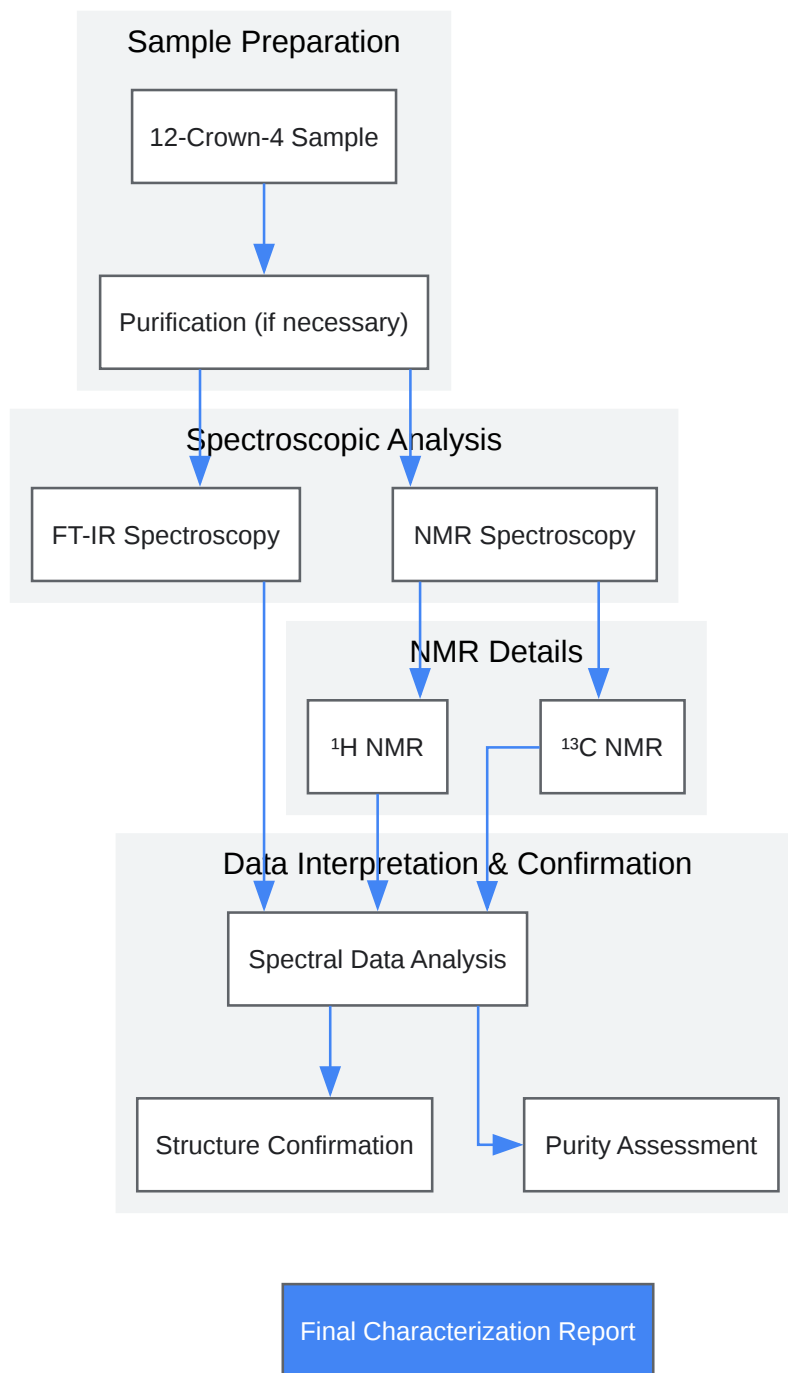 Sample Preparation
12-Crown-4 Sample
Purification (if necessary)
Spectroscopic Analysis
FT-IR Spectroscopy
NMR Spectroscopy
NMR Details
¹H NMR
¹³C NMR
Data Interpretation & Confirmation
Spectral Data Analysis
Structure Confirmation
Purity Assessment
Final Characterization Report